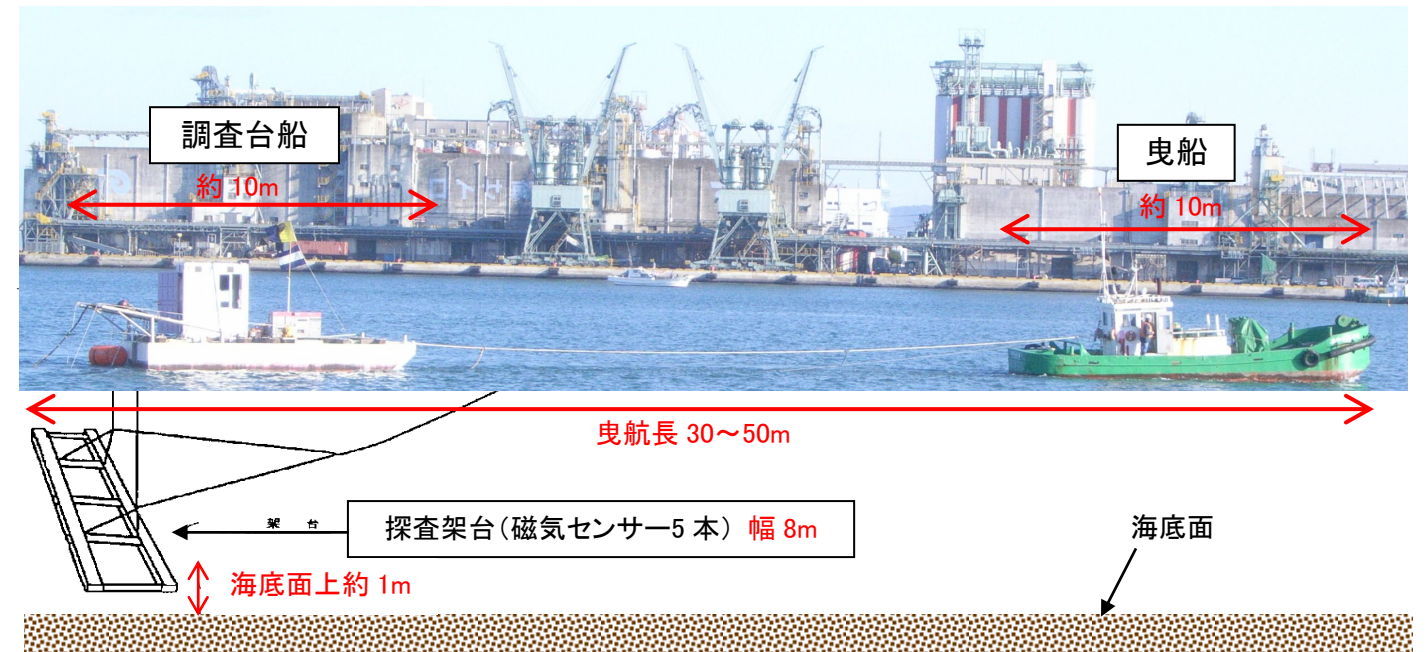 調査台船
約 10m
曳船
約 10m
曳航長 30～50m
架 台
探査架台（磁気センサー5 本） 幅 8m
海底面
海底面上約 1m